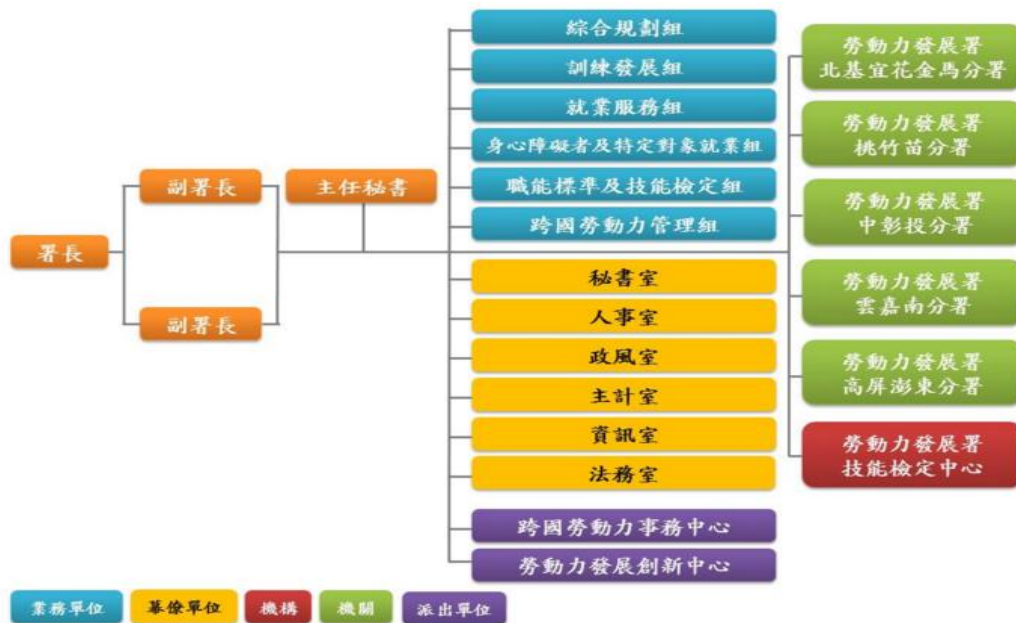 署長
副署長
副署長
主任秘書
綜合規劃組
訓練發展組
就業服務組
身心障礙者及特定對象就業組
職能標準及技能檢定組
跨國勞動力管理組
秘書室
人事室
政風室
主計室
資訊室
法務室
跨國勞動力事務中心
勞動力發展創新中心
勞動力發展署
北基宜花金馬分署
勞動力發展署
桃竹苗分署
勞動力發展署
中彰投分署
勞動力發展署
雲嘉南分署
勞動力發展署
高屏澎東分署
勞動力發展署
技能檢定中心
業務單位
幕僚單位
機構
機關
派出單位